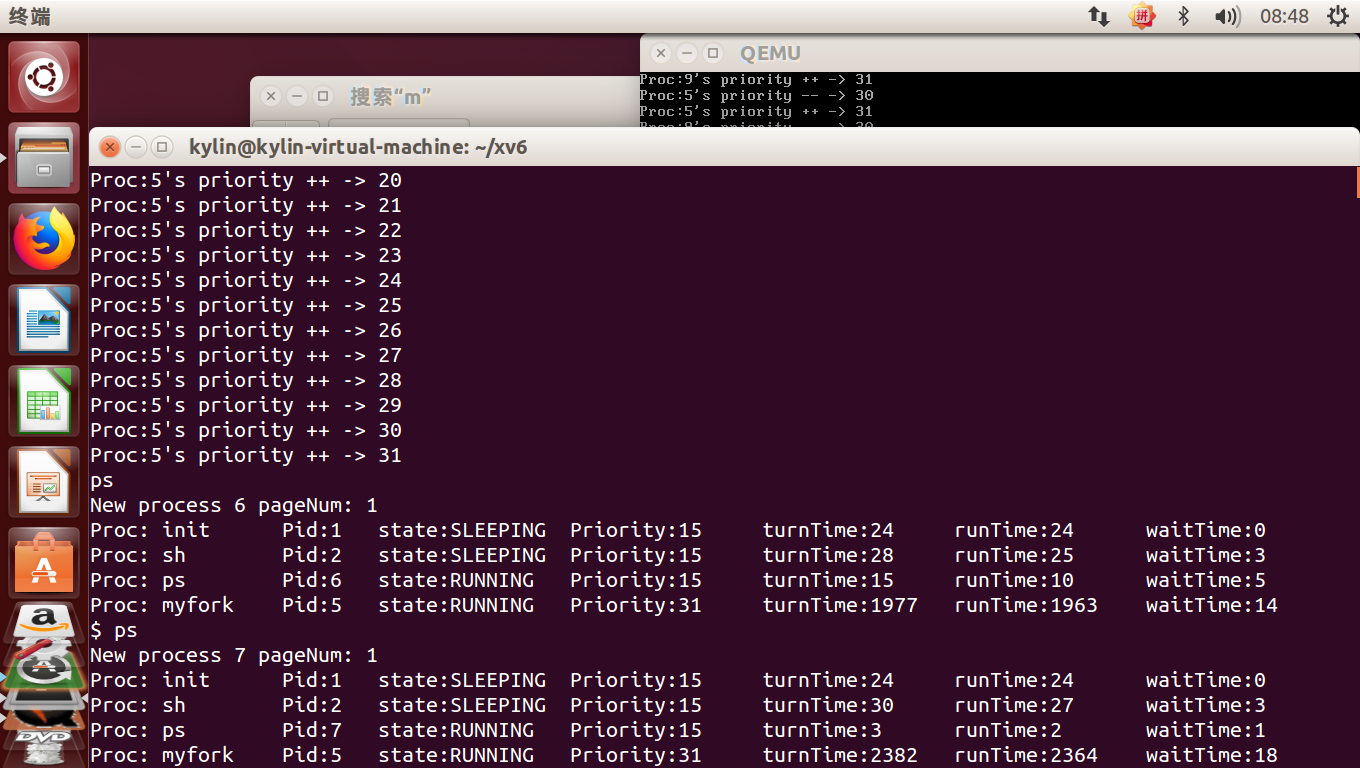 终端
拼
08:48
QEMU
Proc:9's priority ++ -> 31
Proc:5's priority -- -> 30
Proc:5's priority ++ -> 31
Proc:9's priority -- -> 30
搜索“m”
kylin@kylin-virtual-machine: ~/xv6
Proc:5's priority ++ -> 20
Proc:5's priority ++ -> 21
Proc:5's priority ++ -> 22
Proc:5's priority ++ -> 23
Proc:5's priority ++ -> 24
Proc:5's priority ++ -> 25
Proc:5's priority ++ -> 26
Proc:5's priority ++ -> 27
Proc:5's priority ++ -> 28
Proc:5's priority ++ -> 29
Proc:5's priority ++ -> 30
Proc:5's priority ++ -> 31
ps
New process 6 pageNum: 1
Proc: init Pid:1 state:SLEEPING Priority:15 turnTime:24 runTime:24 waitTime:0
Proc: sh Pid:2 state:SLEEPING Priority:15 turnTime:28 runTime:25 waitTime:3
Proc: ps Pid:6 state:RUNNING Priority:15 turnTime:15 runTime:10 waitTime:5
Proc: myfork Pid:5 state:RUNNING Priority:31 turnTime:1977 runTime:1963 waitTime:14
$ ps
New process 7 pageNum: 1
Proc: init Pid:1 state:SLEEPING Priority:15 turnTime:24 runTime:24 waitTime:0
Proc: sh Pid:2 state:SLEEPING Priority:15 turnTime:30 runTime:27 waitTime:3
Proc: ps Pid:7 state:RUNNING Priority:15 turnTime:3 runTime:2 waitTime:1
Proc: myfork Pid:5 state:RUNNING Priority:31 turnTime:2382 runTime:2364 waitTime:18
A
a
A
DVD